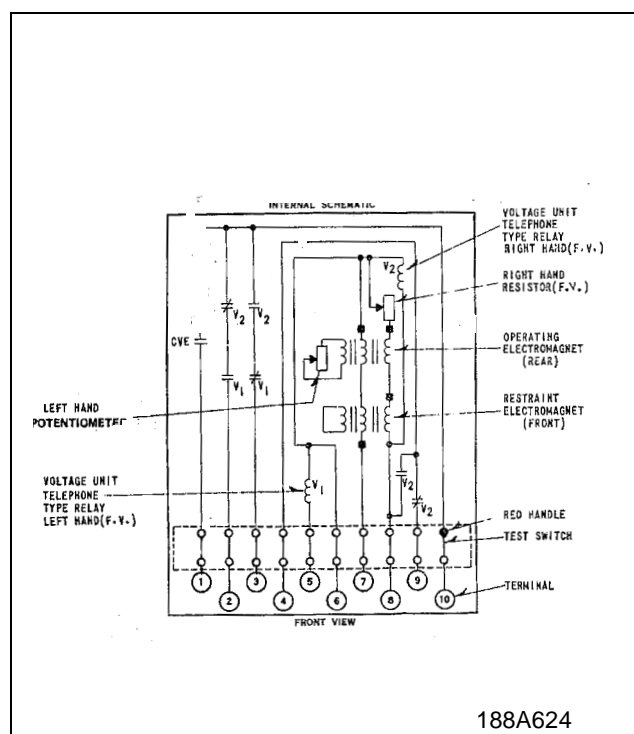 INTERNAL SCHEMATIC
VOLTAGE UNIT
TELEPHONE
TYPE RELAY
RIGHT HAND(F.V.)
V2
RIGHT HAND
RESISTOR(F.V.)
V2
V2
CVE
OPERATING
ELECTROMAGNET
(REAR)
V1
V1
LEFT HAND
POTENTIOMETER
RESTRAINT
ELECTROMAGNET
(FRONT)
VOLTAGE UNIT
TELEPHONE
TYPE RELAY
LEFT HAND(F.V.)
V1
V2
V2
RED HANDLE
TEST SWITCH
1
2
3
4
5
6
7
8
9
10
TERMINAL
FRONT VIEW
188A624